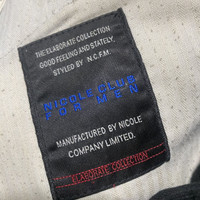 THE ELABORATE COLLECTION
GOOD FEELING AND STATELY,
STYLED BY N.C.F.M.
NICOLE CLUB
FOR MEN
MANUFACTURED BY NICOLE
COMPANY LIMITED.
ELABORATE COLLECTION